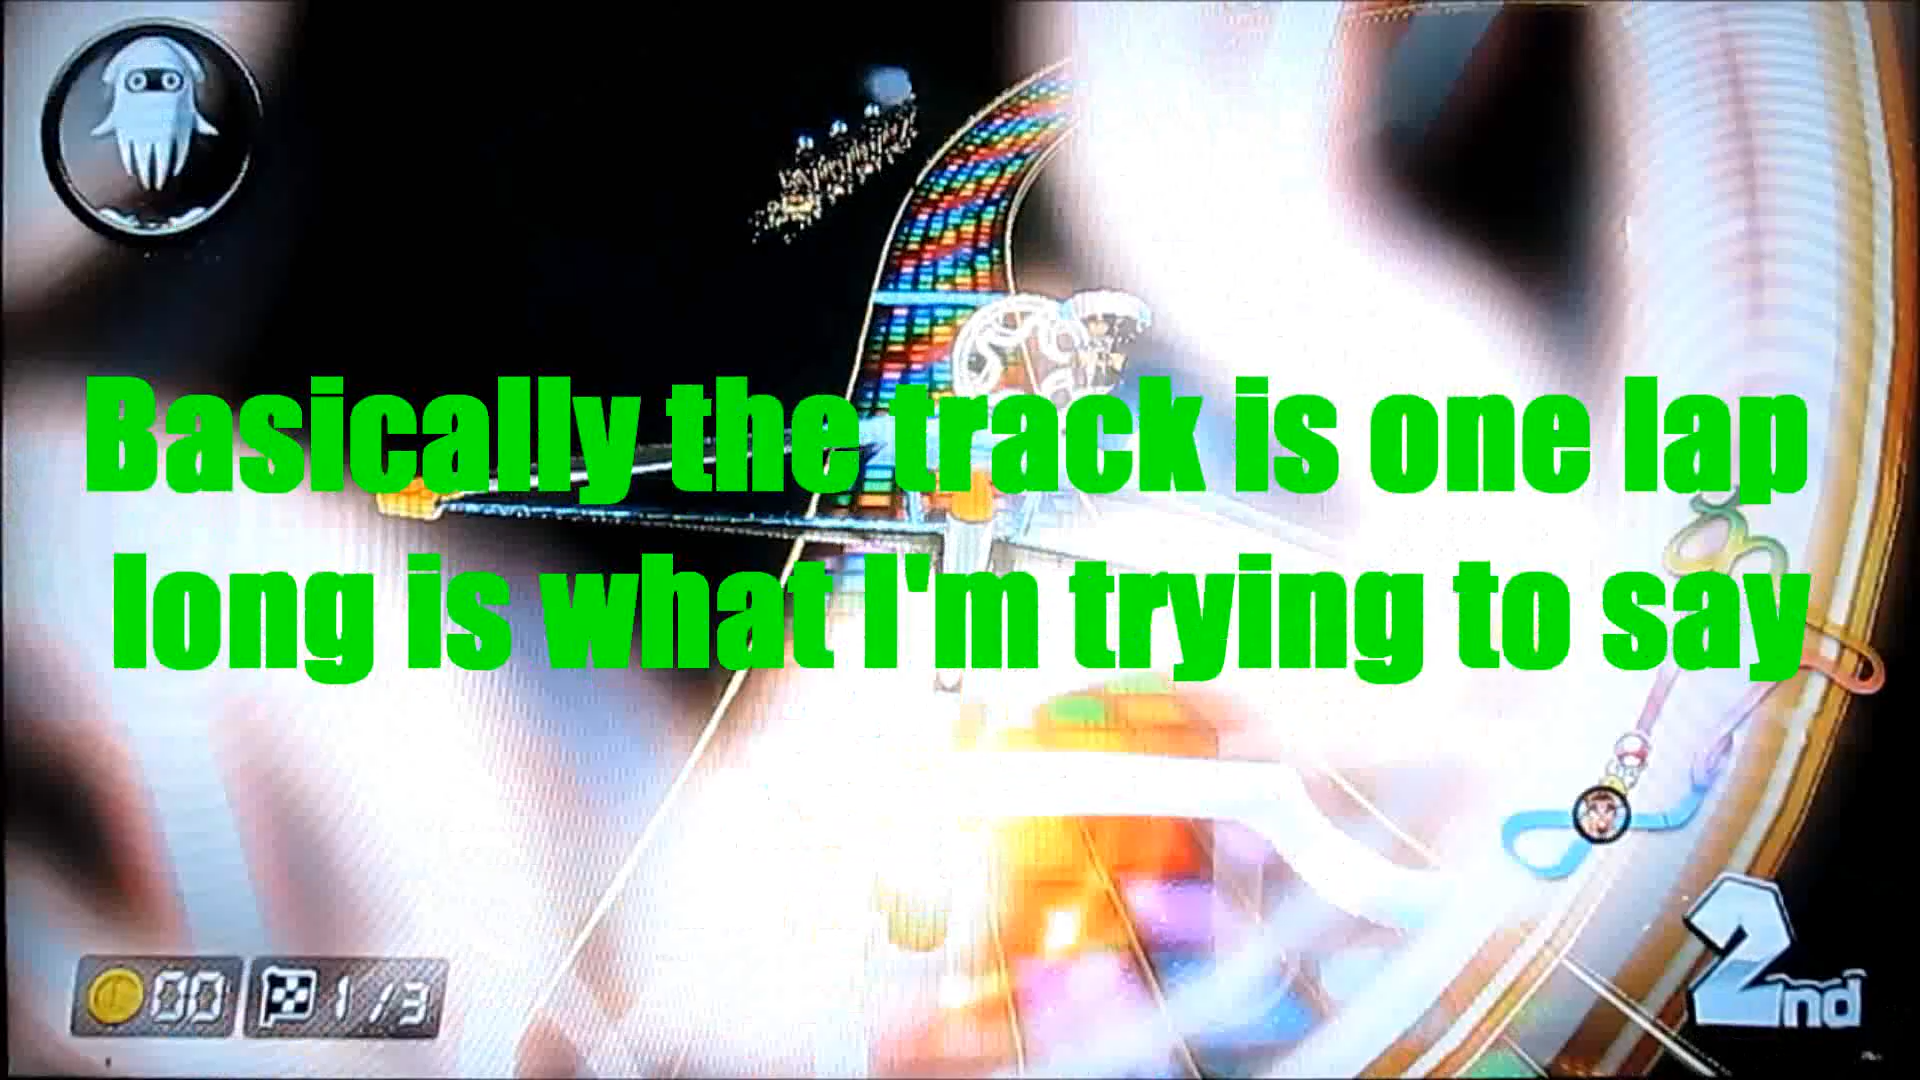 Basically the track is one lap
long is what I'm trying to say
00 1/3
2nd